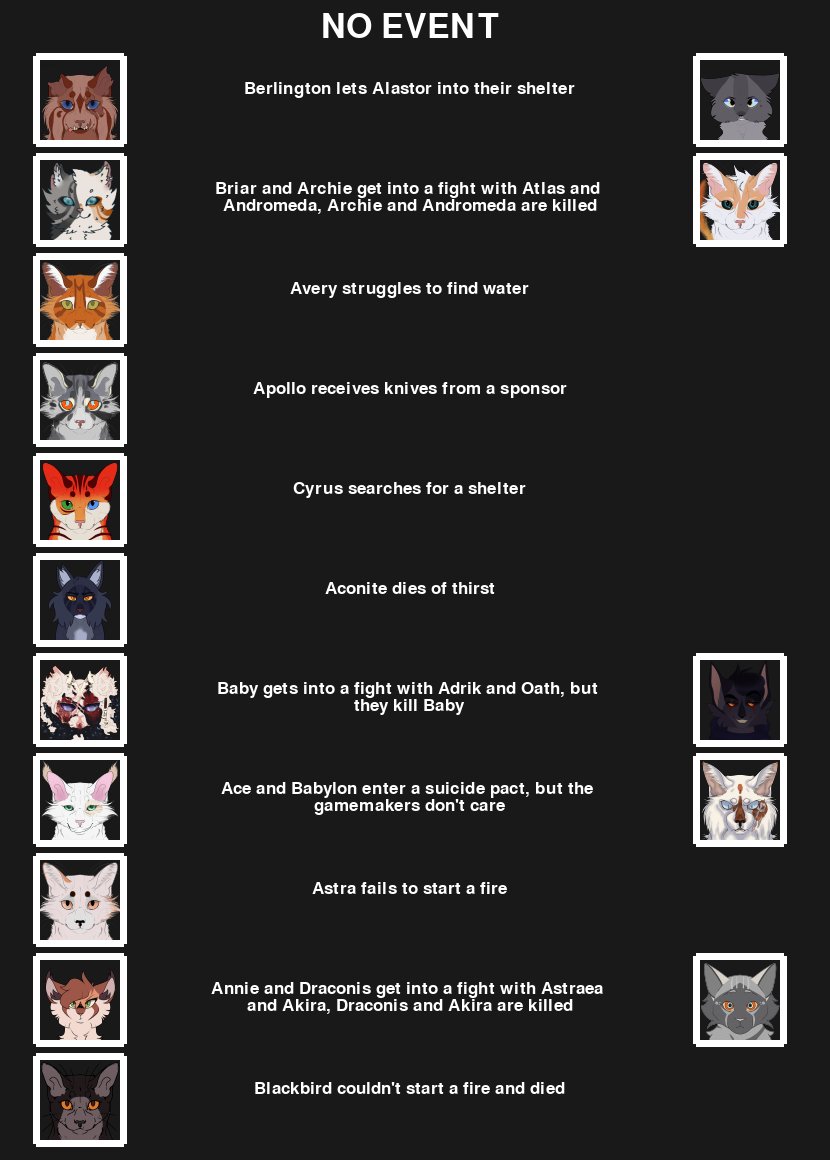 NO EVENT
Berlington lets Alastor into their shelter
Briar and Archie get into a fight with Atlas and
Andromeda, Archie and Andromeda are killed
Avery struggles to find water
Apollo receives knives from a sponsor
Cyrus searches for a shelter
Aconite dies of thirst
Baby gets into a fight with Adrik and Oath, but
they kill Baby
Ace and Babylon enter a suicide pact, but the
gamemakers don't care
Astra fails to start a fire
Annie and Draconis get into a fight with Astraea
and Akira, Draconis and Akira are killed
Blackbird couldn't start a fire and died